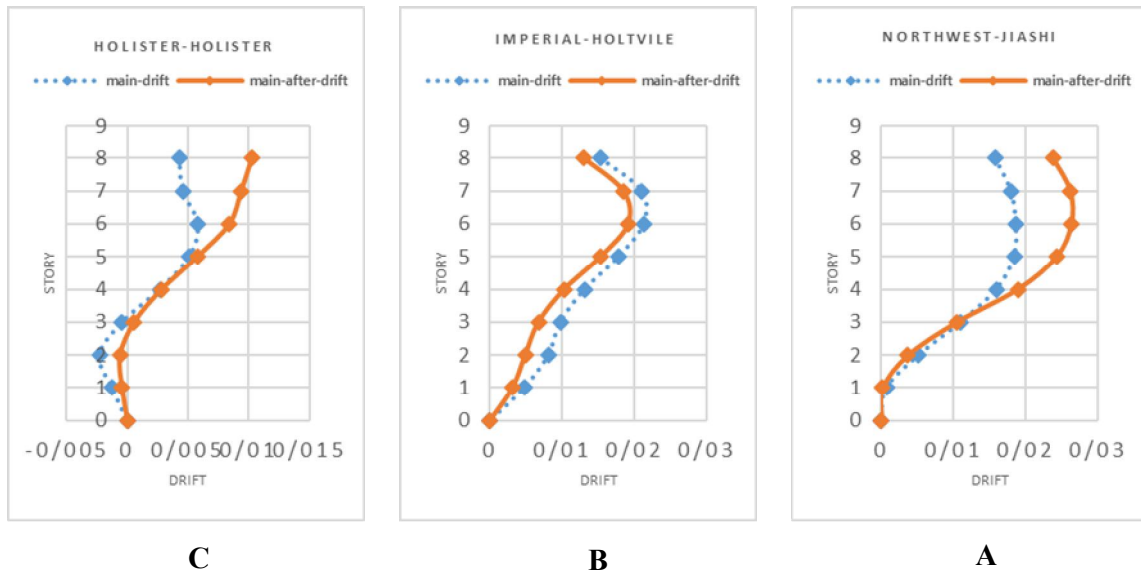 HOLISTER-HOLISTER
main-drift main-after-drift
9
8
7
6
5
4
3
2
1
0
STORY
-0/005 0 0/005 0/01 0/015
DRIFT
C
IMPERIAL-HOLTVILE
main-drift main-after-drift
9
8
7
6
5
4
3
2
1
0
STORY
0 0/01 0/02 0/03
DRIFT
B
NORTHWEST-JIASHI
main-drift main-after-drift
9
8
7
6
5
4
3
2
1
0
STORY
0 0/01 0/02 0/03
DRIFT
A